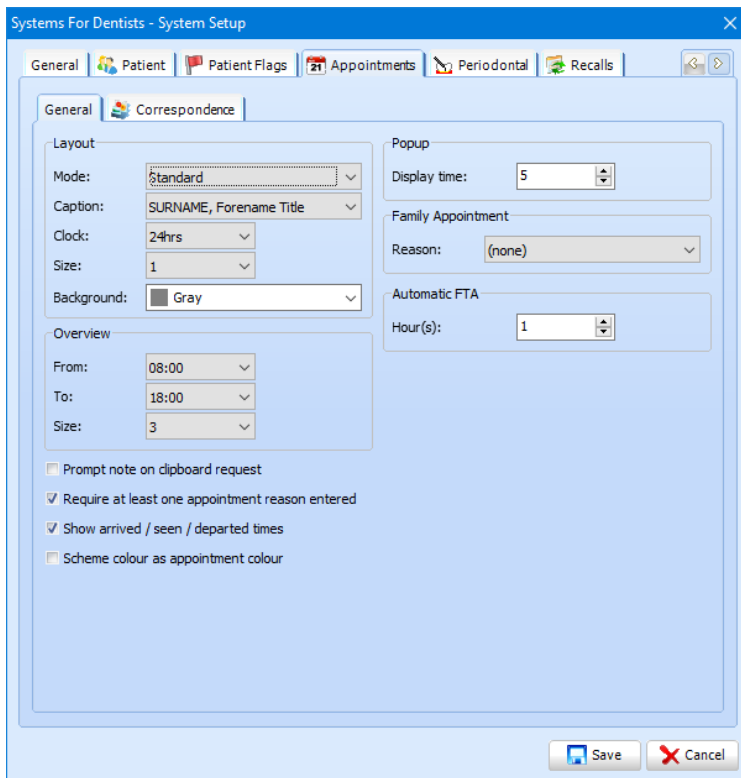 Systems For Dentists - System Setup
General Patient Patient Flags 21 Appointments Periodontal Recalls
General Correspondence
Layout
Mode: Standard
Caption: SURNAME, Forename Title
Clock: 24hrs
Size: 1
Background: Gray
Overview
From: 08:00
To: 18:00
Size: 3
Prompt note on clipboard request
Require at least one appointment reason entered
Show arrived / seen / departed times
Scheme colour as appointment colour
Popup
Display time: 5
Family Appointment
Reason: (none)
Automatic FTA
Hour(s): 1
Save Cancel